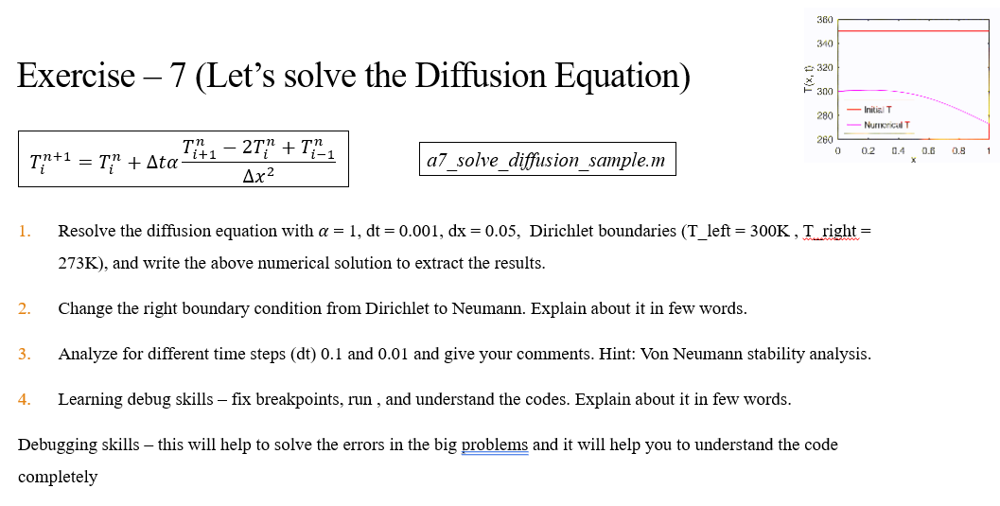 Exercise – 7 (Let's solve the Diffusion Equation)
T_i^{n+1} = T_i^n + Δtα (T_{i+1}^n − 2T_i^n + T_{i−1}^n) / Δx²
a7_solve_diffusion_sample.m
360
340
320
300
280
260
T(x, t)
Initial T
Numerical T
0 0.2 0.4 0.6 0.8 1
x
1. Resolve the diffusion equation with α = 1, dt = 0.001, dx = 0.05, Dirichlet boundaries (T_left = 300K , T_right =
273K), and write the above numerical solution to extract the results.
2. Change the right boundary condition from Dirichlet to Neumann. Explain about it in few words.
3. Analyze for different time steps (dt) 0.1 and 0.01 and give your comments. Hint: Von Neumann stability analysis.
4. Learning debug skills – fix breakpoints, run , and understand the codes. Explain about it in few words.
Debugging skills – this will help to solve the errors in the big problems and it will help you to understand the code
completely